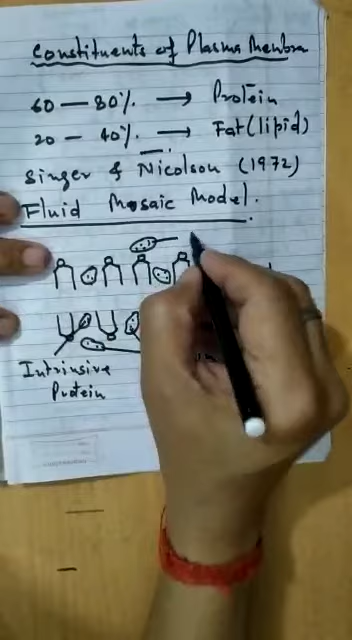 Constituents of Plasma Membra
60 — 80% → Protein
20 — 40% → Fat (lipid)
Singer & Nicolson (1972)
Fluid Mosaic Model.
Intrinsive
Protein